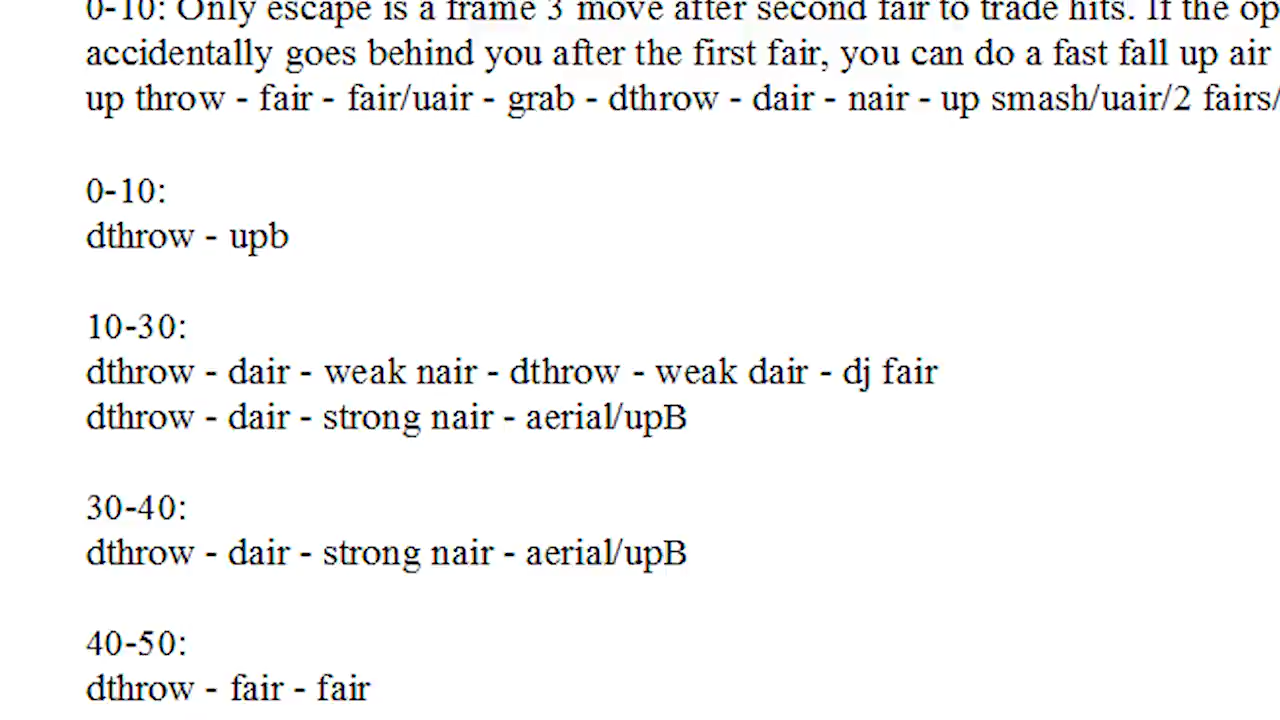 0-10: Only escape is a frame 3 move after second fair to trade hits. If the op
accidentally goes behind you after the first fair, you can do a fast fall up air
up throw - fair - fair/uair - grab - dthrow - dair - nair - up smash/uair/2 fairs/
0-10:
dthrow - upb
10-30:
dthrow - dair - weak nair - dthrow - weak dair - dj fair
dthrow - dair - strong nair - aerial/upB
30-40:
dthrow - dair - strong nair - aerial/upB
40-50:
dthrow - fair - fair